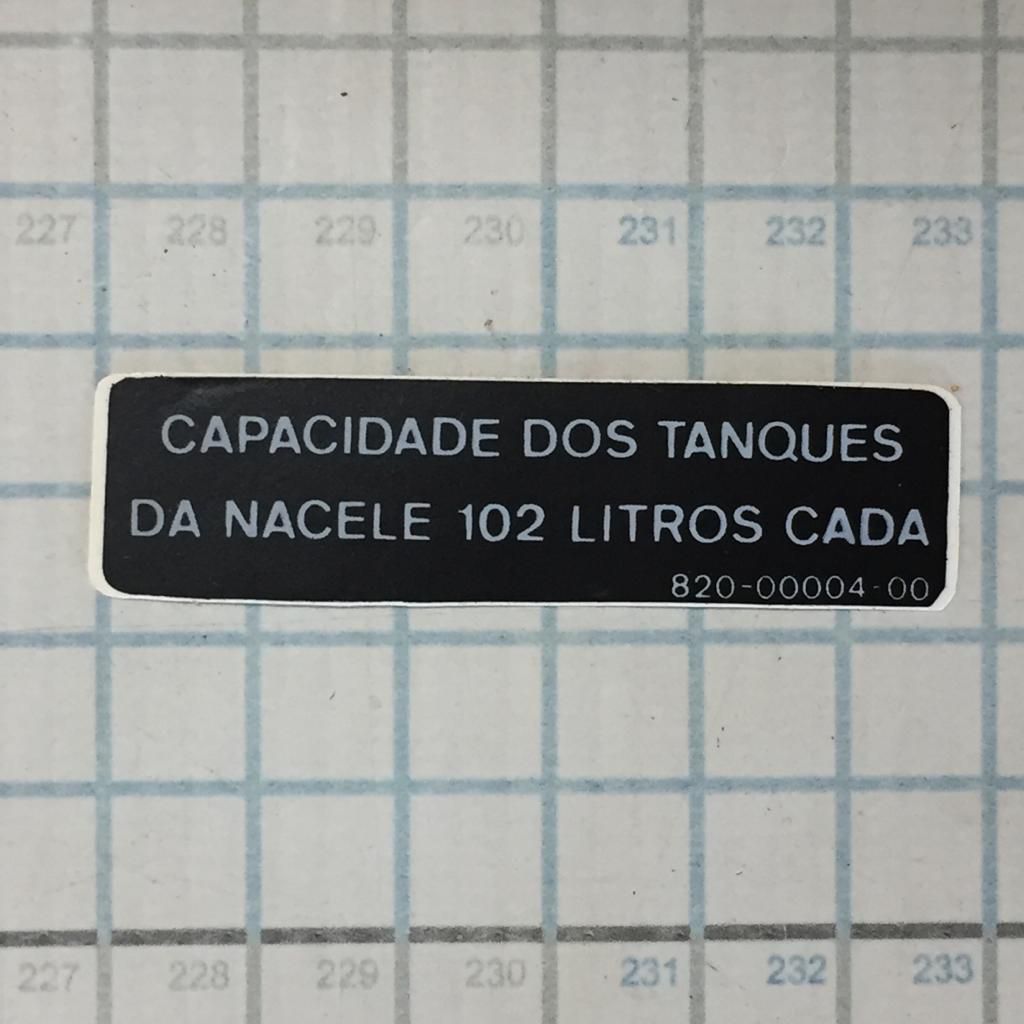 227 228 229 230 231 232 233
CAPACIDADE DOS TANQUES
DA NACELE 102 LITROS CADA
820-00004-00
227 228 229 230 231 232 233